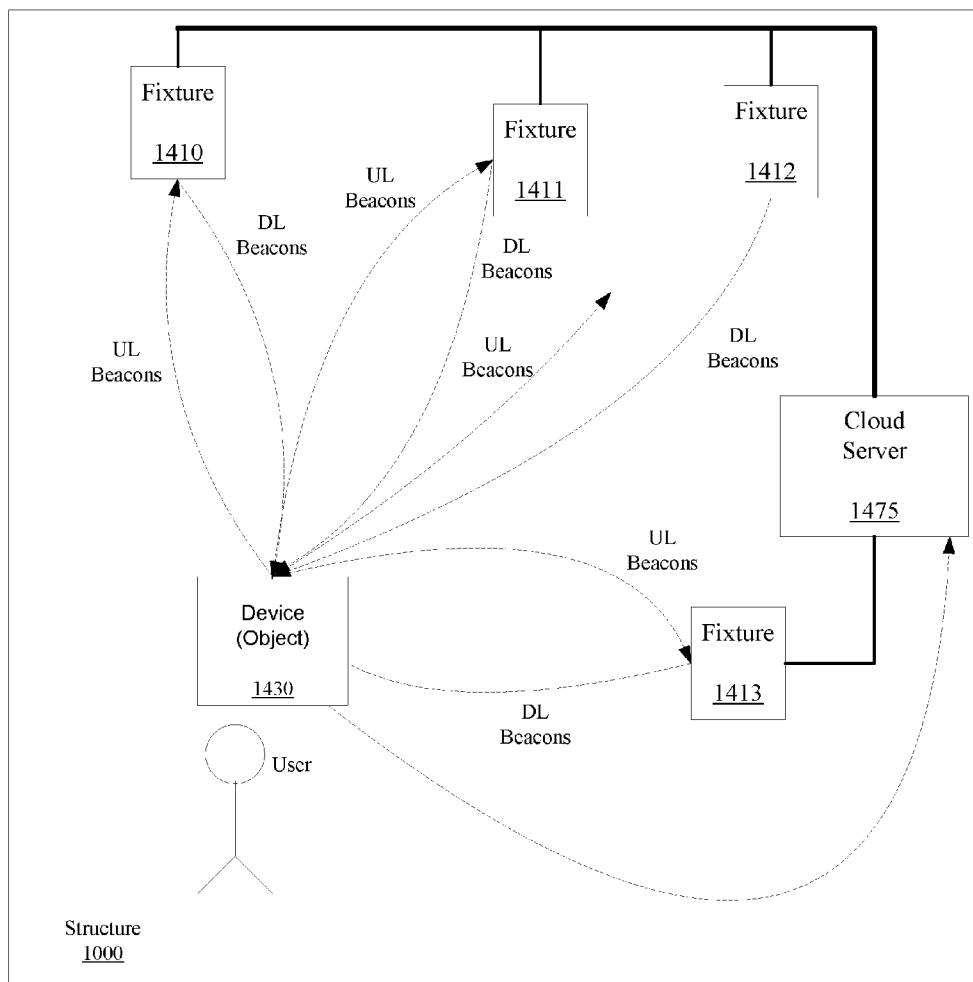 Fixture
1410
Fixture
1411
Fixture
1412
UL
Beacons
DL
Beacons
DL
Beacons
UL
Beacons
UL
Beacons
DL
Beacons
Cloud
Server
1475
UL
Beacons
Device
(Object)
1430
Fixture
1413
DL
Beacons
User
Structure
1000